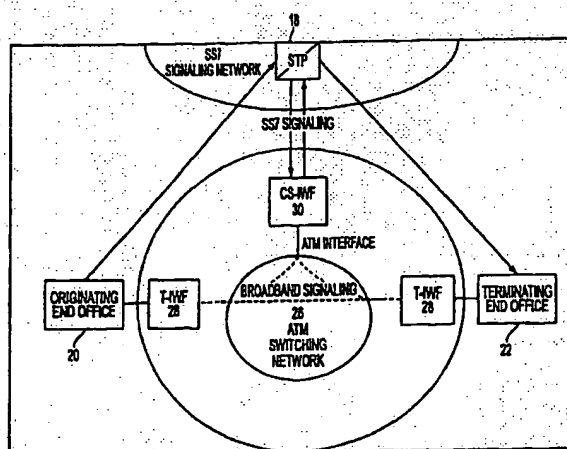 18
SS7
SIGNALING NETWORK
STP
SS7 SIGNALING
CS-IWF
30
ATM INTERFACE
ORIGINATING
END OFFICE
20
T-IWF
28
BROADBAND SIGNALING
26
ATM
SWITCHING
NETWORK
T-IWF
28
TERMINATING
END OFFICE
22